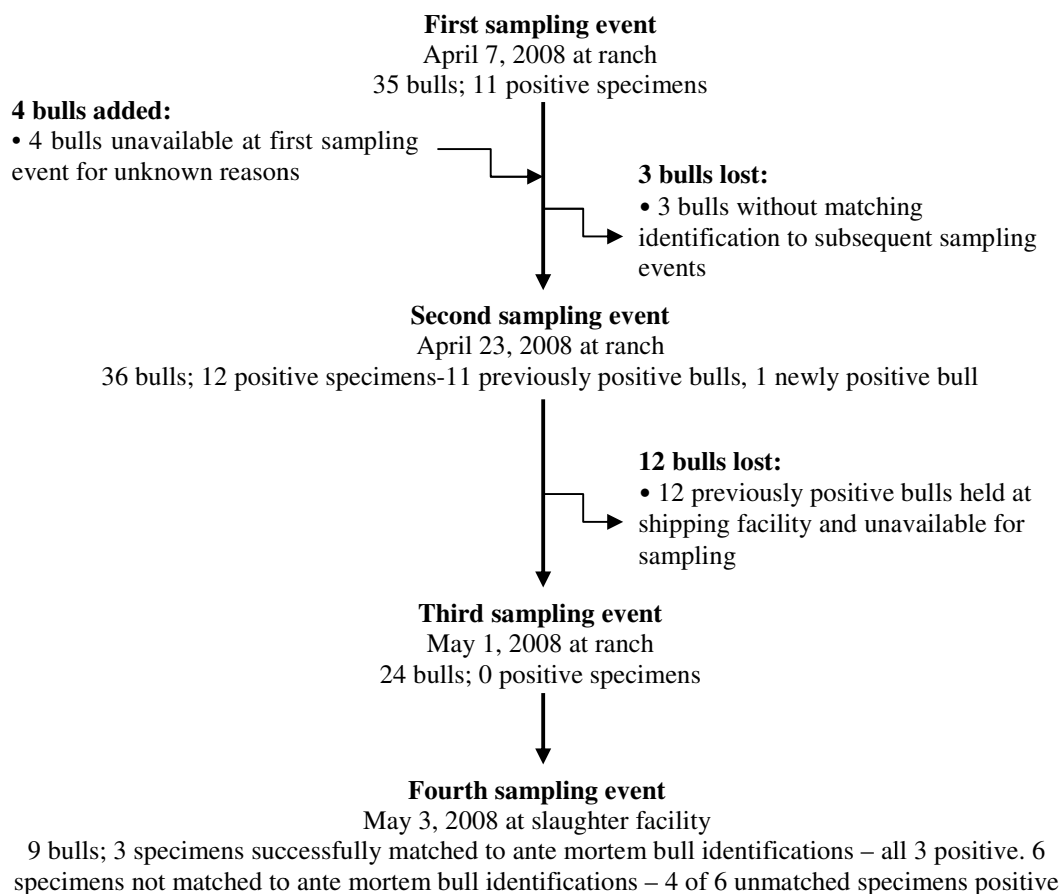 First sampling event
April 7, 2008 at ranch
35 bulls; 11 positive specimens
4 bulls added:
• 4 bulls unavailable at first sampling
event for unknown reasons
3 bulls lost:
• 3 bulls without matching
identification to subsequent sampling
events
Second sampling event
April 23, 2008 at ranch
36 bulls; 12 positive specimens-11 previously positive bulls, 1 newly positive bull
12 bulls lost:
• 12 previously positive bulls held at
shipping facility and unavailable for
sampling
Third sampling event
May 1, 2008 at ranch
24 bulls; 0 positive specimens
Fourth sampling event
May 3, 2008 at slaughter facility
9 bulls; 3 specimens successfully matched to ante mortem bull identifications – all 3 positive. 6
specimens not matched to ante mortem bull identifications – 4 of 6 unmatched specimens positive